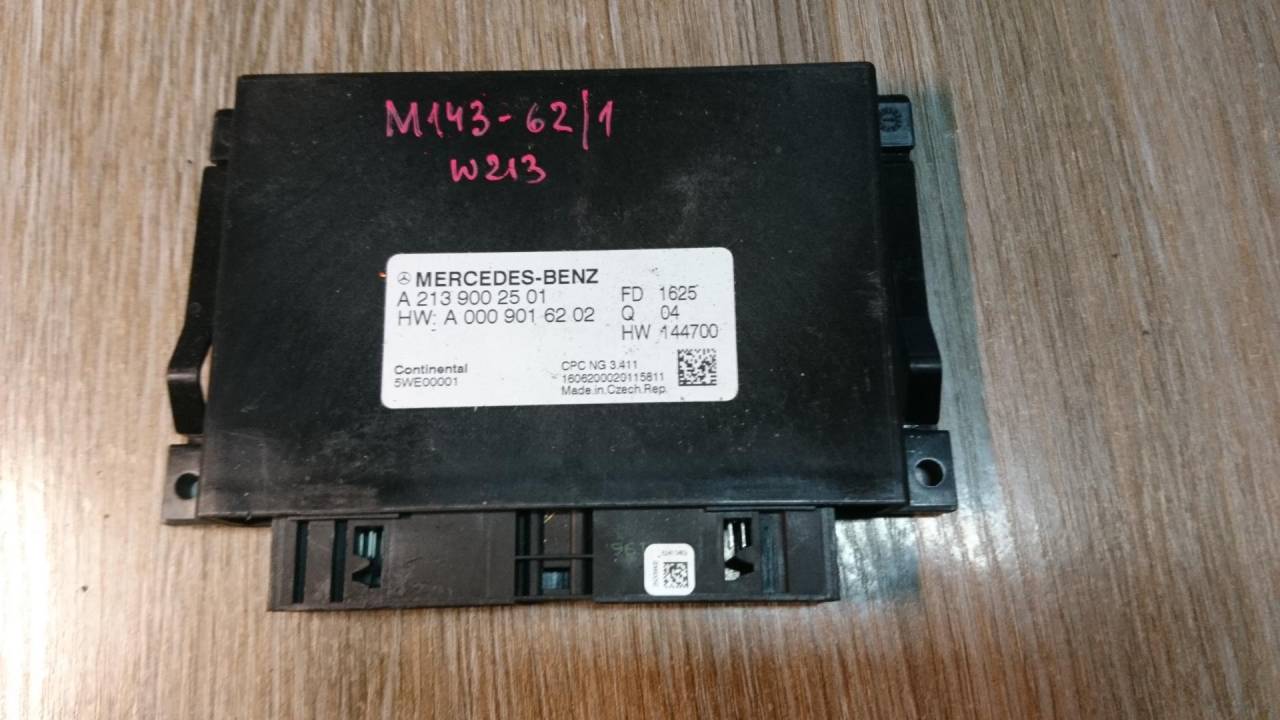 M143-62/1
W213
MERCEDES-BENZ
A 213 900 25 01
HW: A 000 901 62 02
FD 1625
Q 04
HW 144700
Continental
5WE00001
CPC NG 3.411
1606200020115811
Made.in.Czech.Rep.